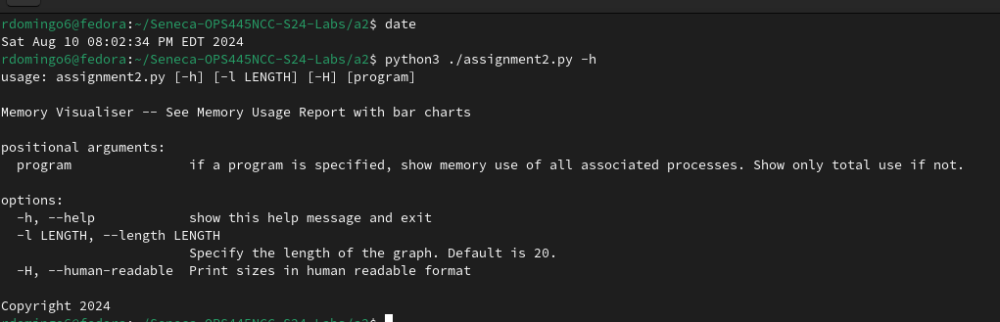 rdomingo6@fedora:~/Seneca-OPS445NCC-S24-Labs/a2$ date
Sat Aug 10 08:02:34 PM EDT 2024
rdomingo6@fedora:~/Seneca-OPS445NCC-S24-Labs/a2$ python3 ./assignment2.py -h
usage: assignment2.py [-h] [-l LENGTH] [-H] [program]
Memory Visualiser -- See Memory Usage Report with bar charts
positional arguments:
program if a program is specified, show memory use of all associated processes. Show only total use if not.
options:
-h, --help show this help message and exit
-l LENGTH, --length LENGTH
Specify the length of the graph. Default is 20.
-H, --human-readable Print sizes in human readable format
Copyright 2024
rdomingo6@fedora:~/Seneca-OPS445NCC-S24-Labs/a2$